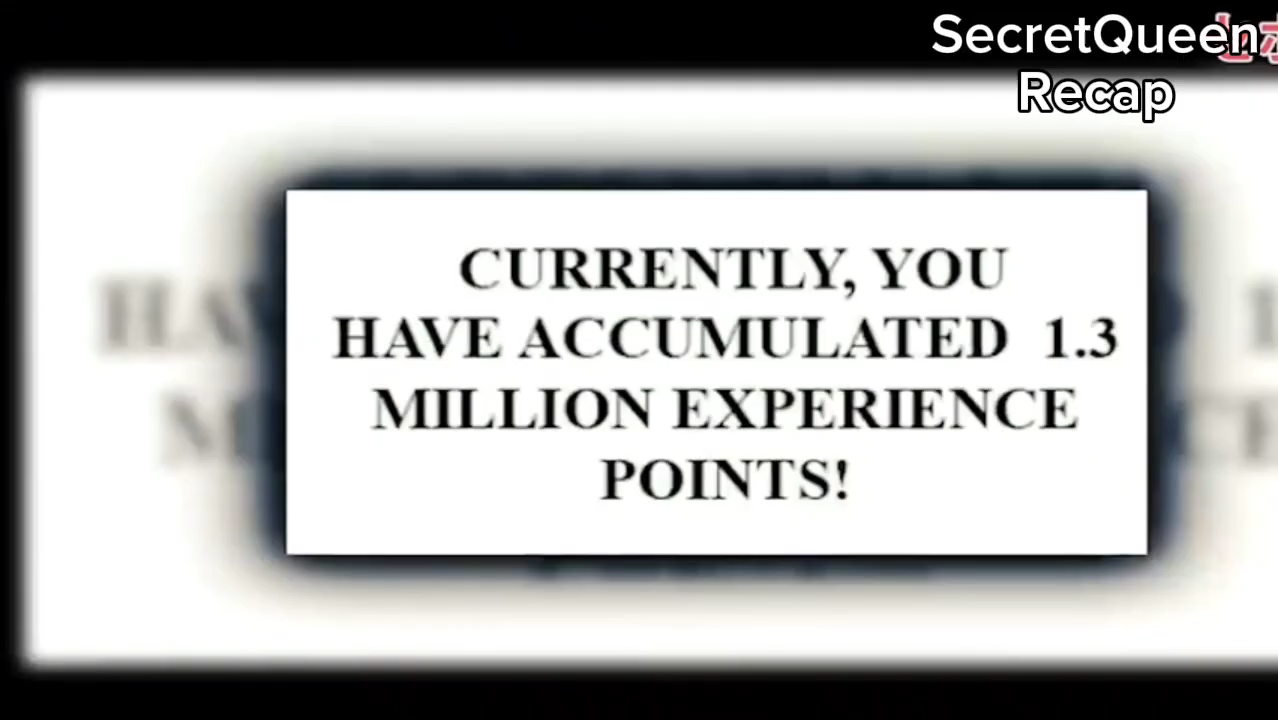 SecretQueen
Recap
CURRENTLY, YOU
HAVE ACCUMULATED 1.3
MILLION EXPERIENCE
POINTS!